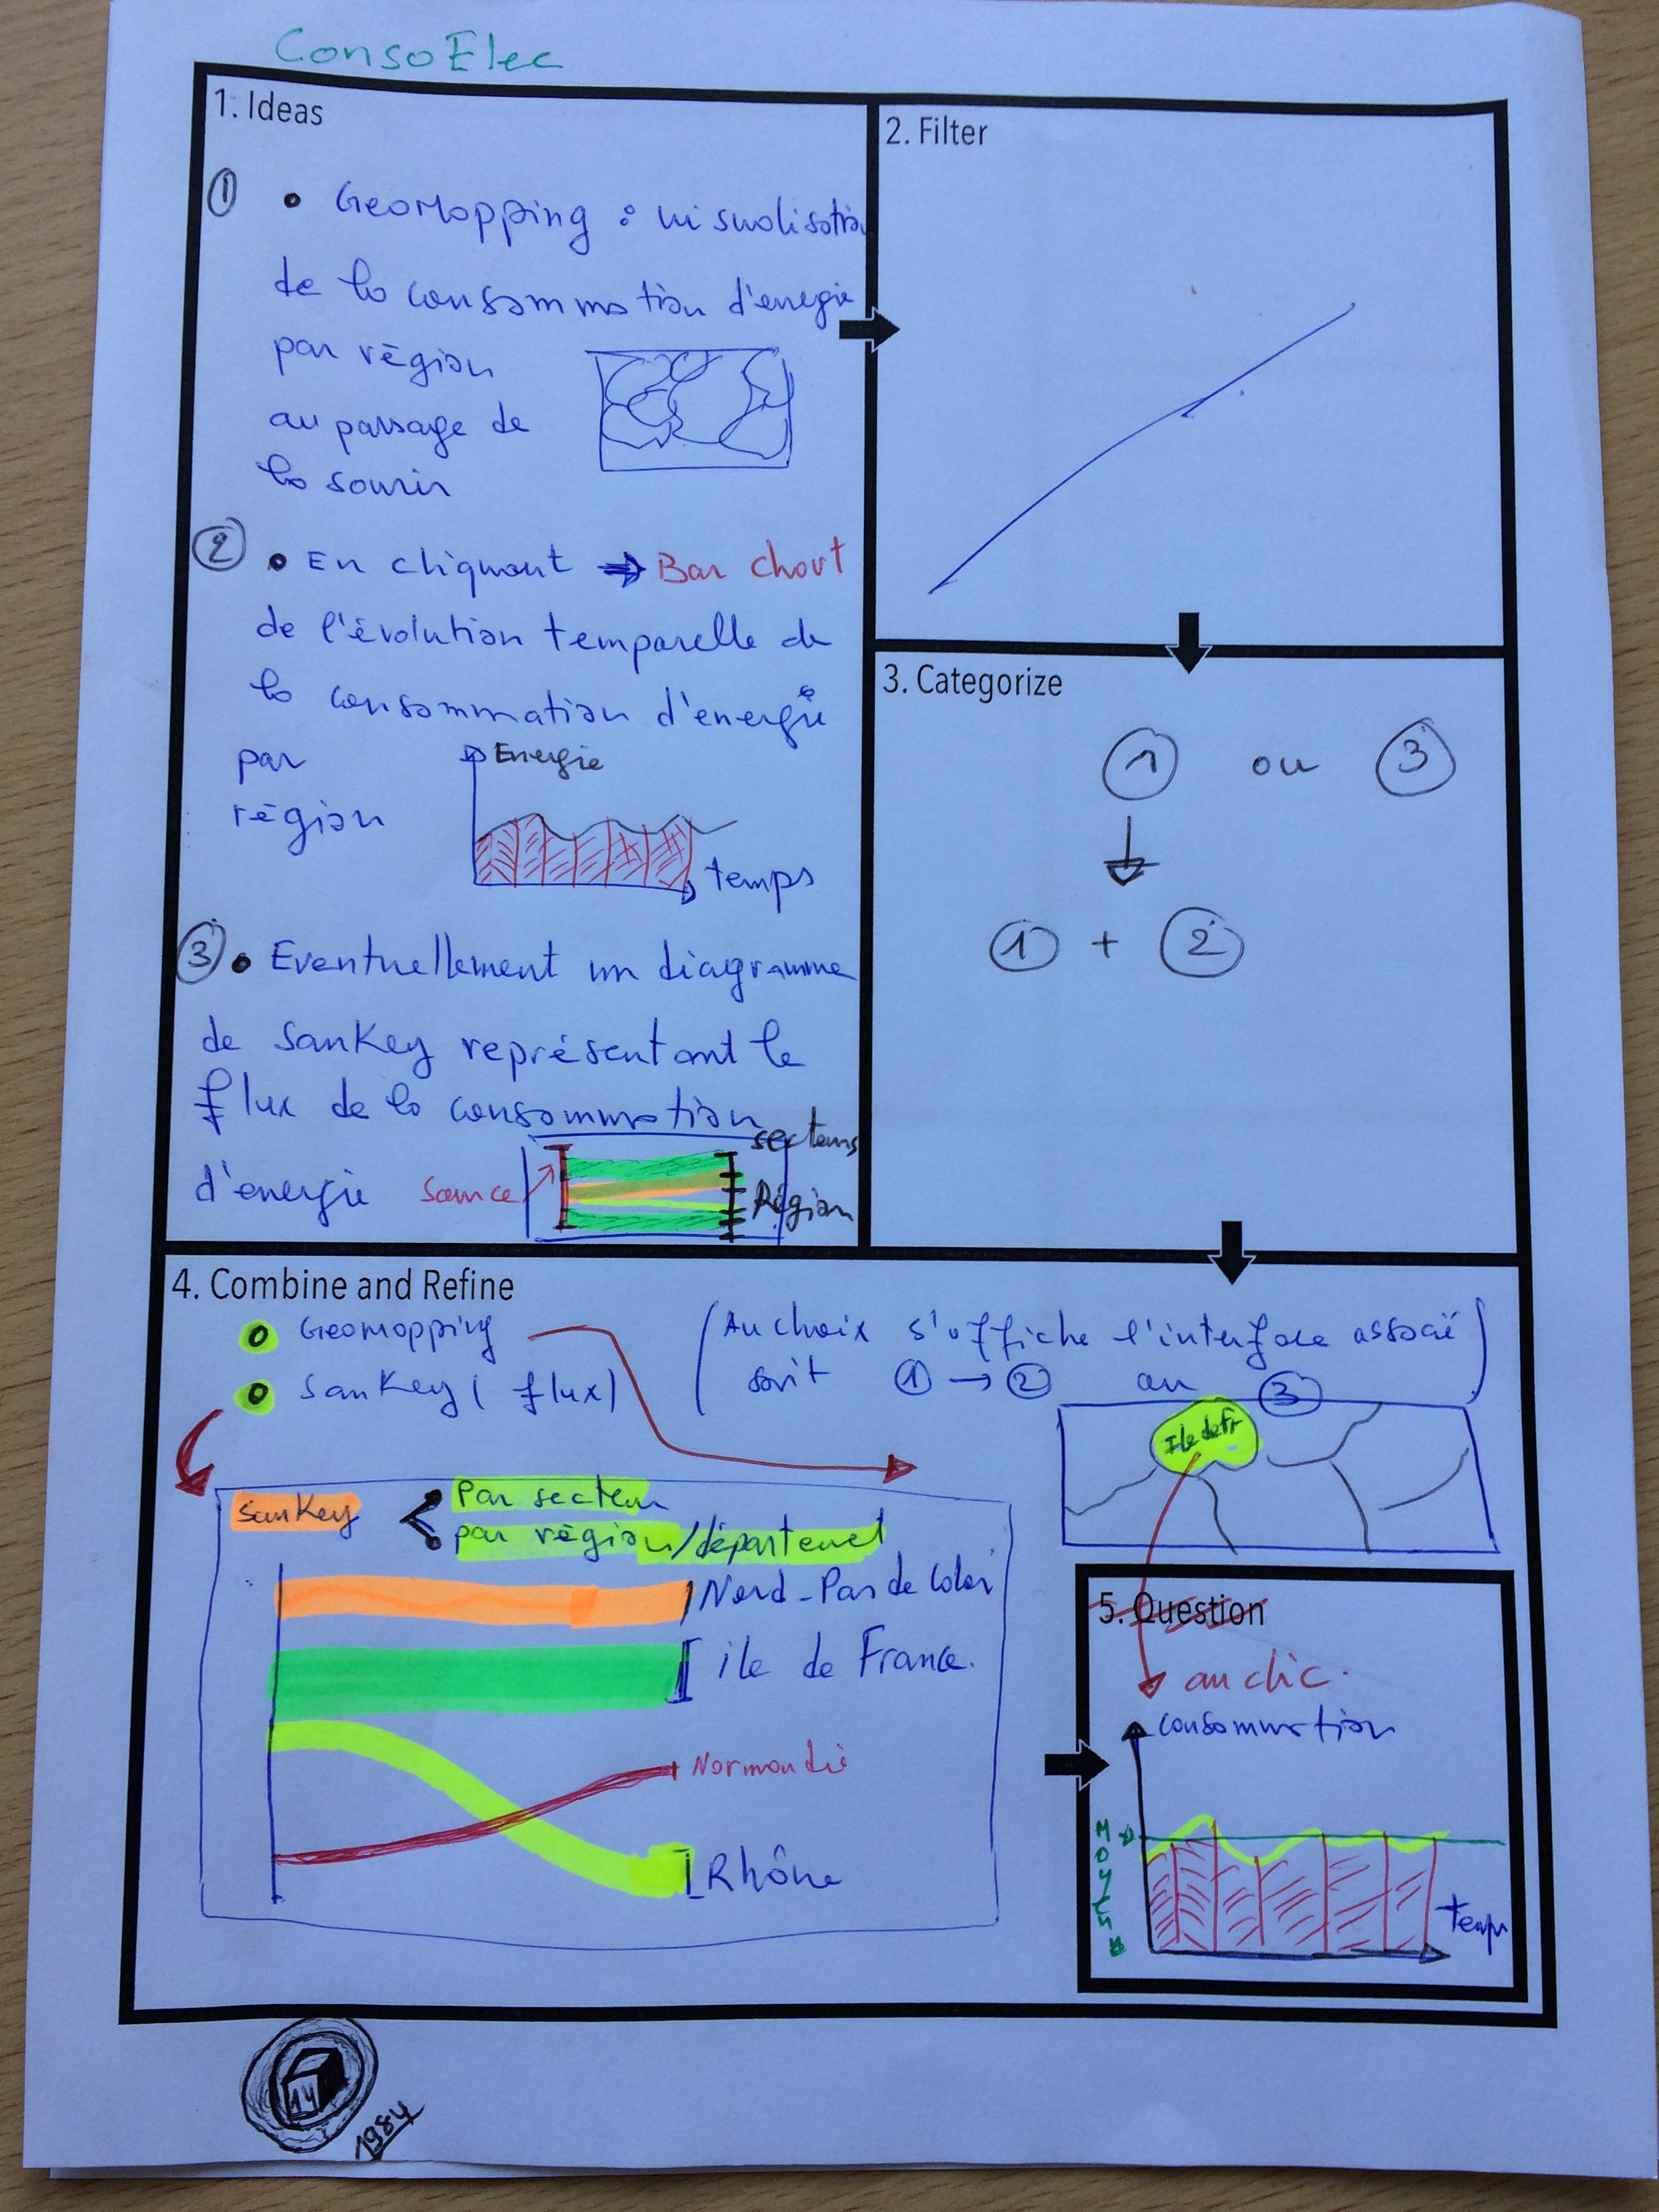 ConsoElec
1. Ideas
① • GeoMapping : visualisation
de la consommation d'energie
par région
au passage de
la souris
② • En cliquant ⇒ Bar chart
de l'évolution temporelle de
la consommation d'energie
par
région
Energie
temps
③ • Eventuellement un diagramme
de SanKey représentant le
flux de la consommation
d'energie
Source
secteurs
Région
2. Filter
3. Categorize
① ou ③
① + ②
4. Combine and Refine
Geomapping
SanKey ( flux)
(Au choix s'affiche l'interface associé
soit ① → ② ou ③)
Ile de Fr
SanKey
Par secteur
par région/département
Nord-Pas de Calai
ile de France.
Normandie
Rhône
5. Question
au clic.
consommation
Moyenne
temps
14
1984